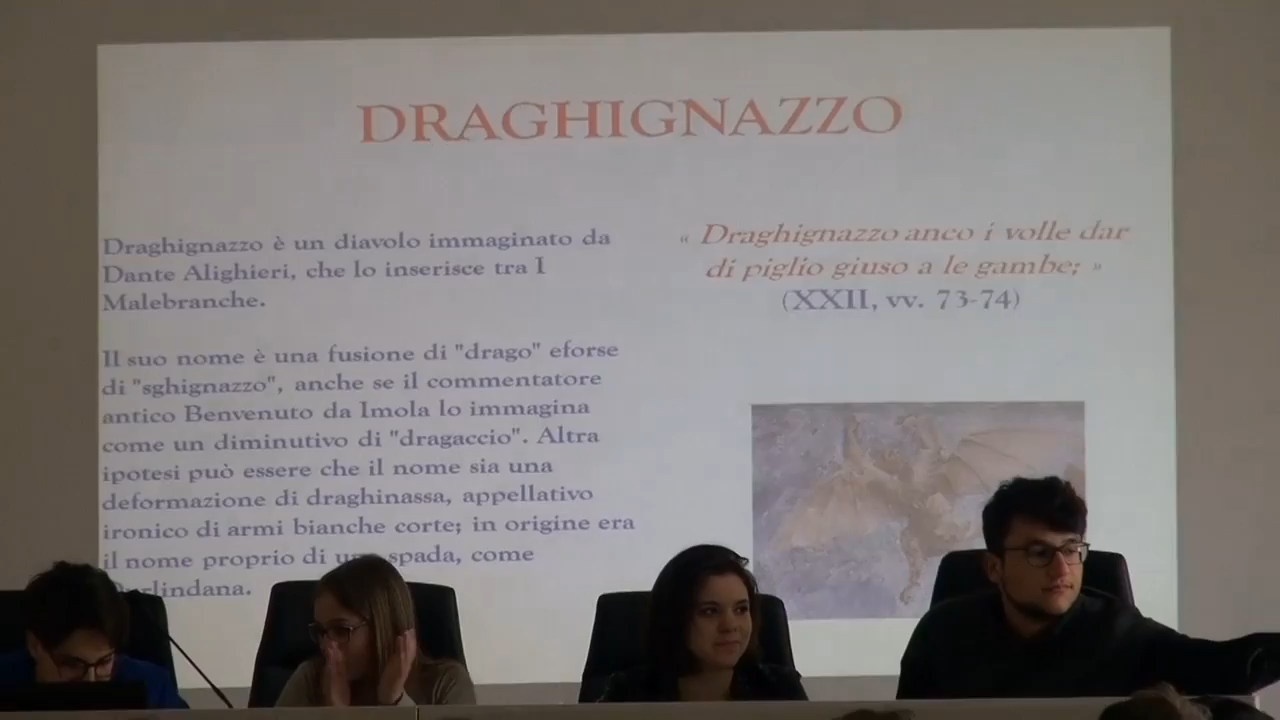 DRAGHIGNAZZO
Draghignazzo è un diavolo immaginato da
Dante Alighieri, che lo inserisce tra I
Malebranche.
Il suo nome è una fusione di "drago" eforse
di "sghignazzo", anche se il commentatore
antico Benvenuto da Imola lo immagina
come un diminutivo di "dragaccio". Altra
ipotesi può essere che il nome sia una
deformazione di draghinassa, appellativo
ironico di armi bianche corte; in origine era
il nome proprio di spada, come
« Draghignazzo anco i volle dar
di piglio giuso a le gambe; »
(XXII, vv. 73-74)